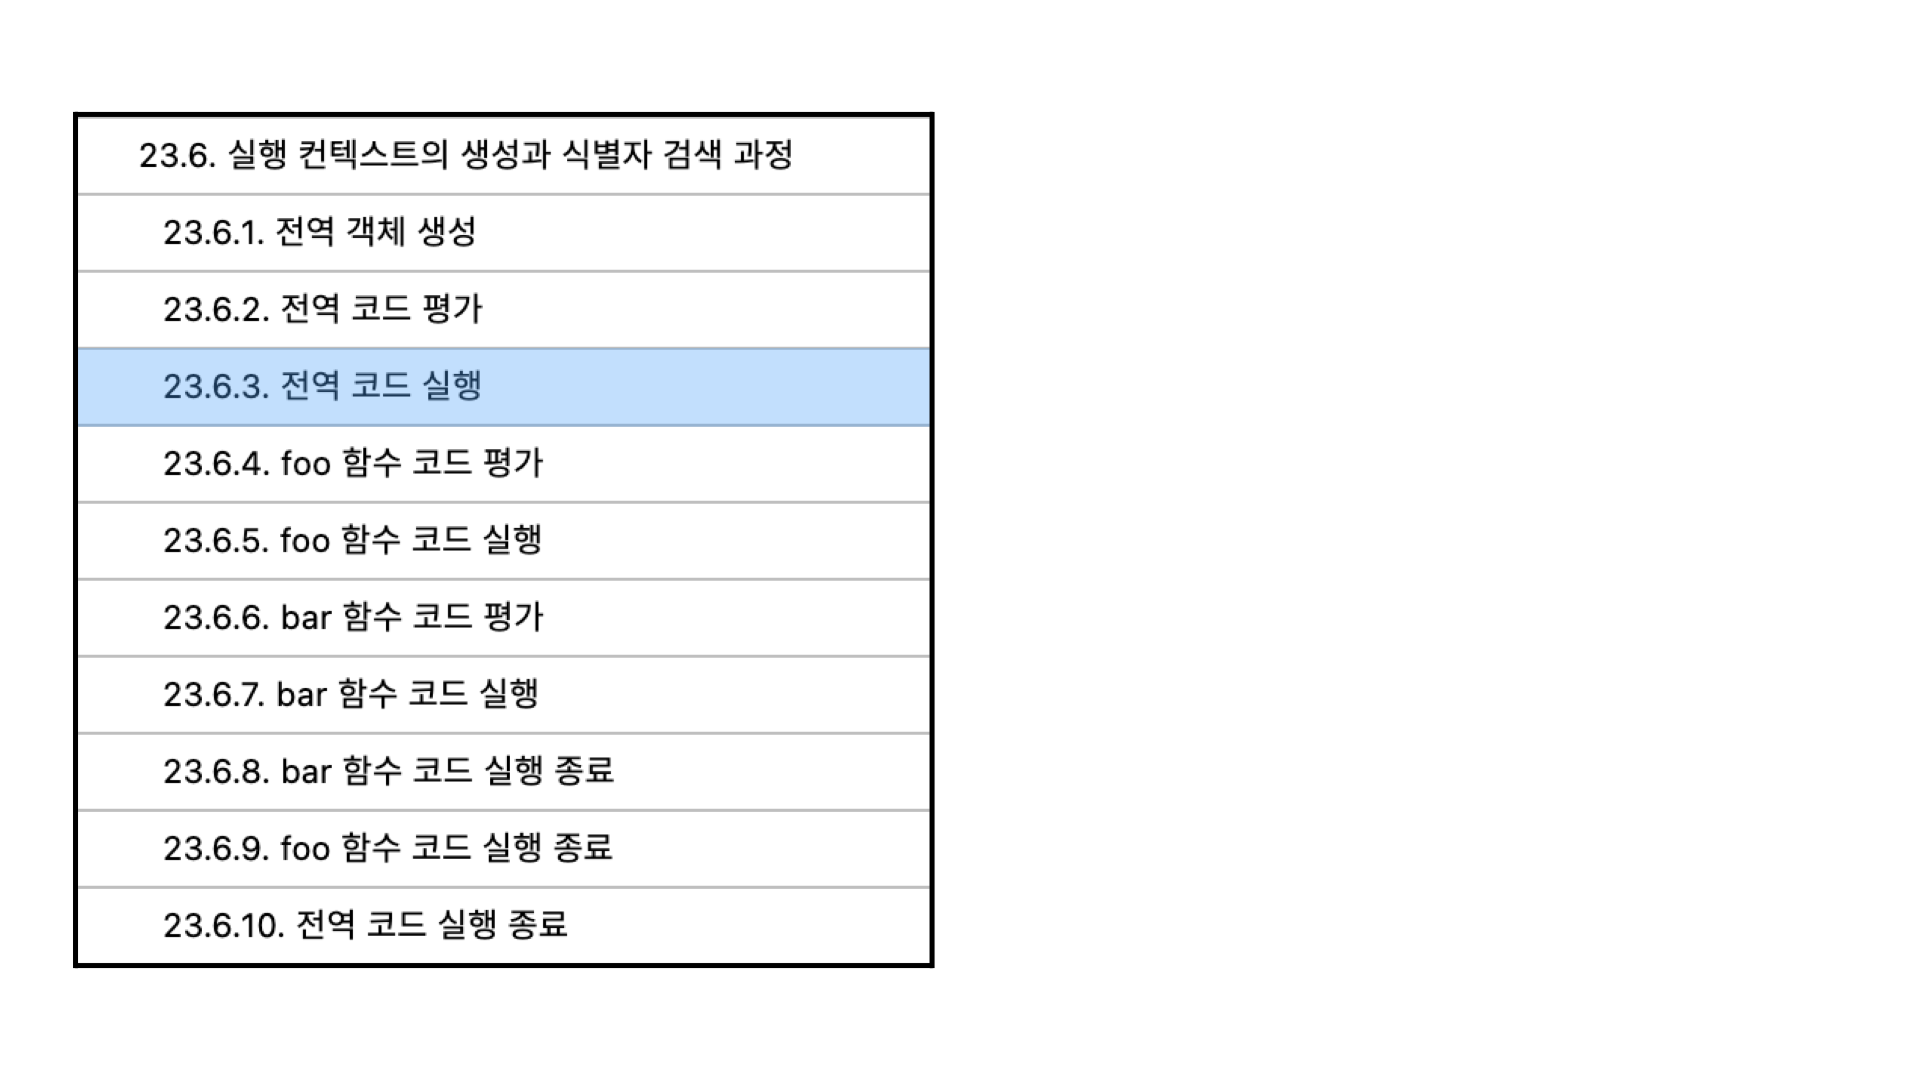 23.6. 실행 컨텍스트의 생성과 식별자 검색 과정
23.6.1. 전역 객체 생성
23.6.2. 전역 코드 평가
23.6.3. 전역 코드 실행
23.6.4. foo 함수 코드 평가
23.6.5. foo 함수 코드 실행
23.6.6. bar 함수 코드 평가
23.6.7. bar 함수 코드 실행
23.6.8. bar 함수 코드 실행 종료
23.6.9. foo 함수 코드 실행 종료
23.6.10. 전역 코드 실행 종료